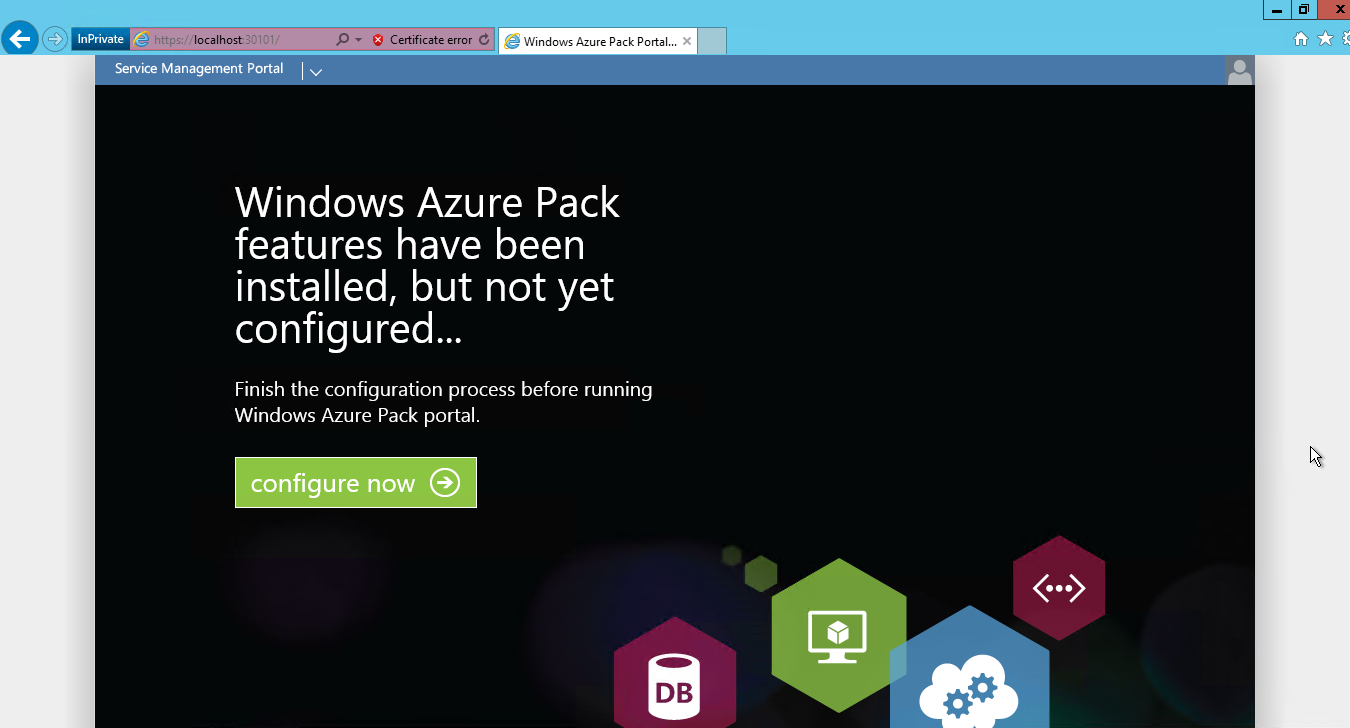 InPrivate https://localhost:30101/ Certificate error Windows Azure Pack Portal...
Service Management Portal
Windows Azure Pack
features have been
installed, but not yet
configured...
Finish the configuration process before running
Windows Azure Pack portal.
configure now
DB